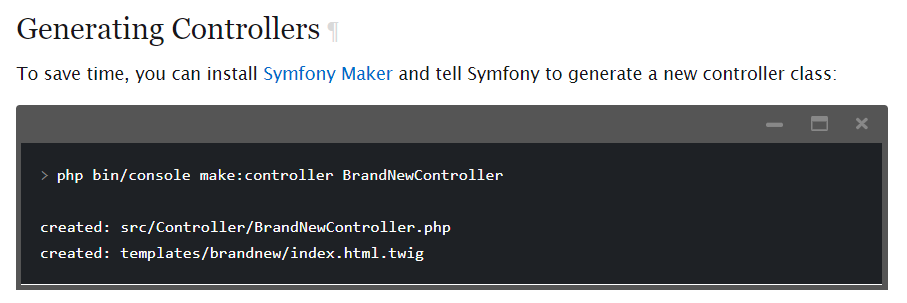 Generating Controllers ¶
To save time, you can install Symfony Maker and tell Symfony to generate a new controller class:
> php bin/console make:controller BrandNewController
created: src/Controller/BrandNewController.php
created: templates/brandnew/index.html.twig